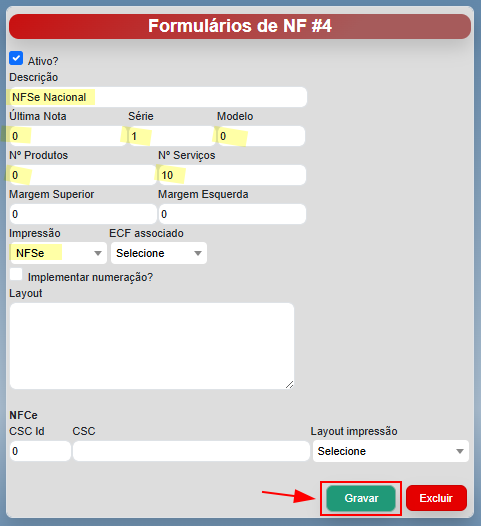 Formulários de NF #4
Ativo?
Descrição
NFSe Nacional
Última Nota Série Modelo
0 1 0
Nº Produtos Nº Serviços
0 10
Margem Superior Margem Esquerda
0 0
Impressão ECF associado
NFSe Selecione
Implementar numeração?
Layout
NFCe
CSC Id CSC Layout impressão
0 Selecione
Gravar Excluir